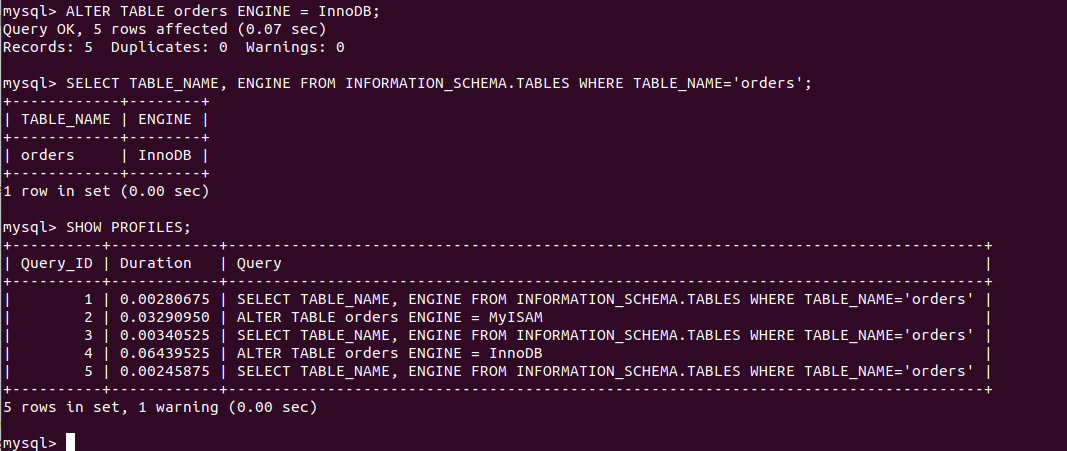 mysql> ALTER TABLE orders ENGINE = InnoDB;
Query OK, 5 rows affected (0.07 sec)
Records: 5  Duplicates: 0  Warnings: 0

mysql> SELECT TABLE_NAME, ENGINE FROM INFORMATION_SCHEMA.TABLES WHERE TABLE_NAME='orders';
+------------+--------+
| TABLE_NAME | ENGINE |
+------------+--------+
| orders     | InnoDB |
+------------+--------+
1 row in set (0.00 sec)

mysql> SHOW PROFILES;
+----------+------------+---------------------------------------------------------------------------------+
| Query_ID | Duration   | Query                                                                           |
+----------+------------+---------------------------------------------------------------------------------+
|        1 | 0.00280675 | SELECT TABLE_NAME, ENGINE FROM INFORMATION_SCHEMA.TABLES WHERE TABLE_NAME='orders' |
|        2 | 0.03290950 | ALTER TABLE orders ENGINE = MyISAM                                              |
|        3 | 0.00340525 | SELECT TABLE_NAME, ENGINE FROM INFORMATION_SCHEMA.TABLES WHERE TABLE_NAME='orders' |
|        4 | 0.06439525 | ALTER TABLE orders ENGINE = InnoDB                                              |
|        5 | 0.00245875 | SELECT TABLE_NAME, ENGINE FROM INFORMATION_SCHEMA.TABLES WHERE TABLE_NAME='orders' |
+----------+------------+---------------------------------------------------------------------------------+
5 rows in set, 1 warning (0.00 sec)

mysql>